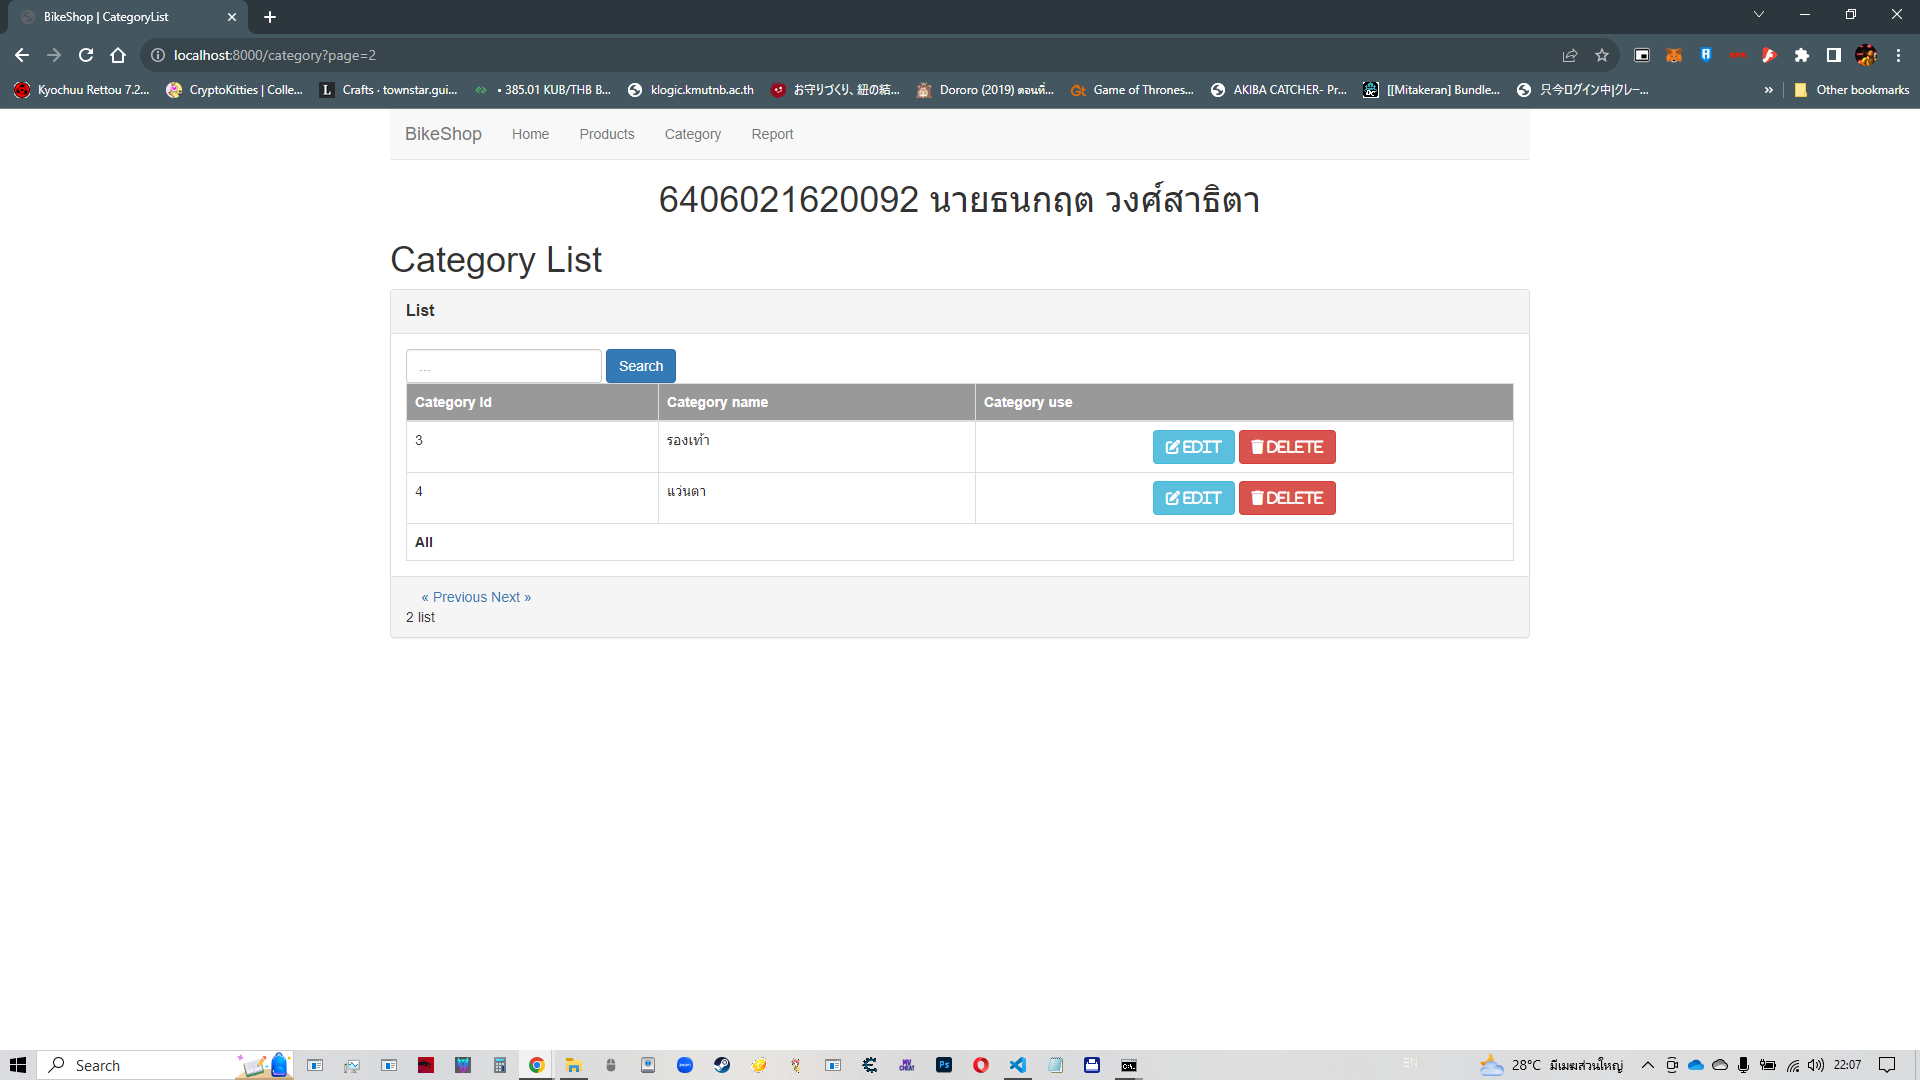 BikeShop | CategoryList
localhost:8000/category?page=2
Kyochuu Rettou 7.2... CryptoKitties | Colle... Crafts · townstar.gui... • 385.01 KUB/THB B... klogic.kmutnb.ac.th お守りづくり、紐の結... Dororo (2019) ตอนที่... Game of Thrones... AKIBA CATCHER- Pr... [[Mitakeran] Bundle... 只今ログイン中|クレー... » Other bookmarks
BikeShop Home Products Category Report
6406021620092 นายธนกฤต วงศ์สาธิตา
Category List
List
... Search
Category Id Category name Category use
3 รองเท้า EDIT DELETE
4 แว่นตา EDIT DELETE
All
« Previous Next »
2 list
Search 28°C มีเมฆส่วนใหญ่ 22:07
EN